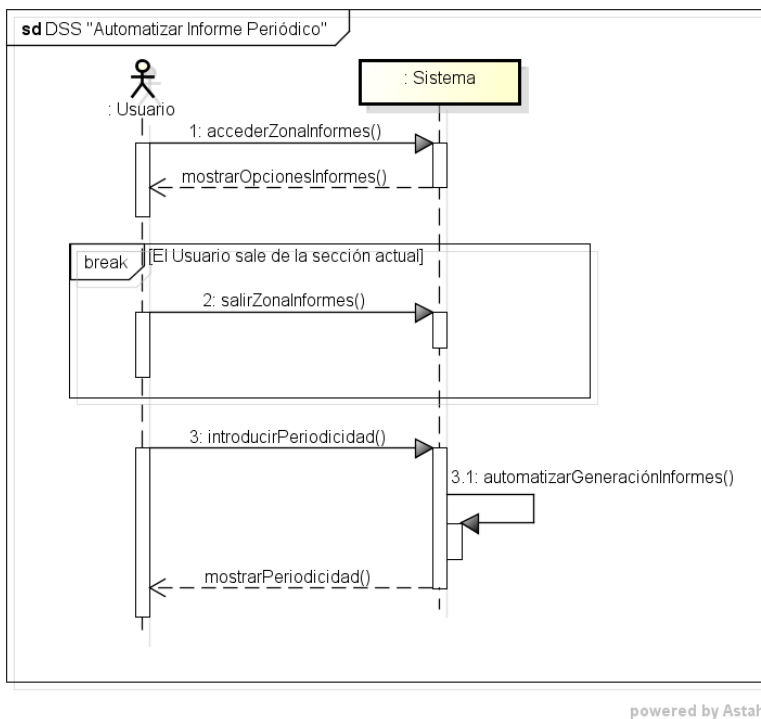 sd DSS "Automatizar Informe Periódico"
: Usuario
: Sistema
1: accederZonaInformes()
mostrarOpcionesInformes()
break
[El Usuario sale de la sección actual]
2: salirZonaInformes()
3: introducirPeriodicidad()
3.1: automatizarGeneraciónInformes()
mostrarPeriodicidad()
powered by Astah